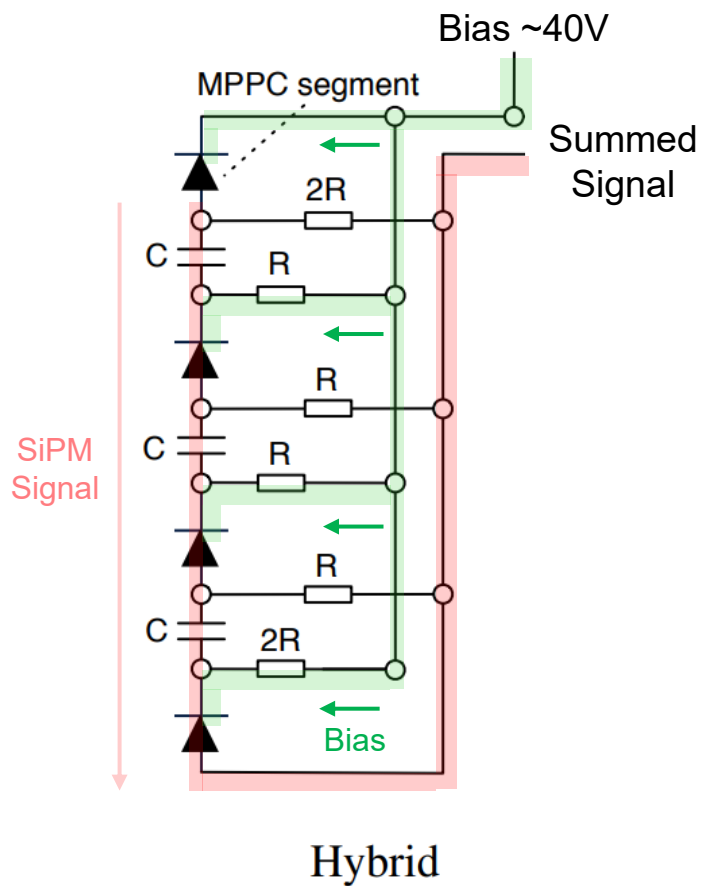 Bias ~40V
MPPC segment
Summed
Signal
2R
C
R
R
SiPM
Signal
C
R
R
C
2R
Bias
Hybrid